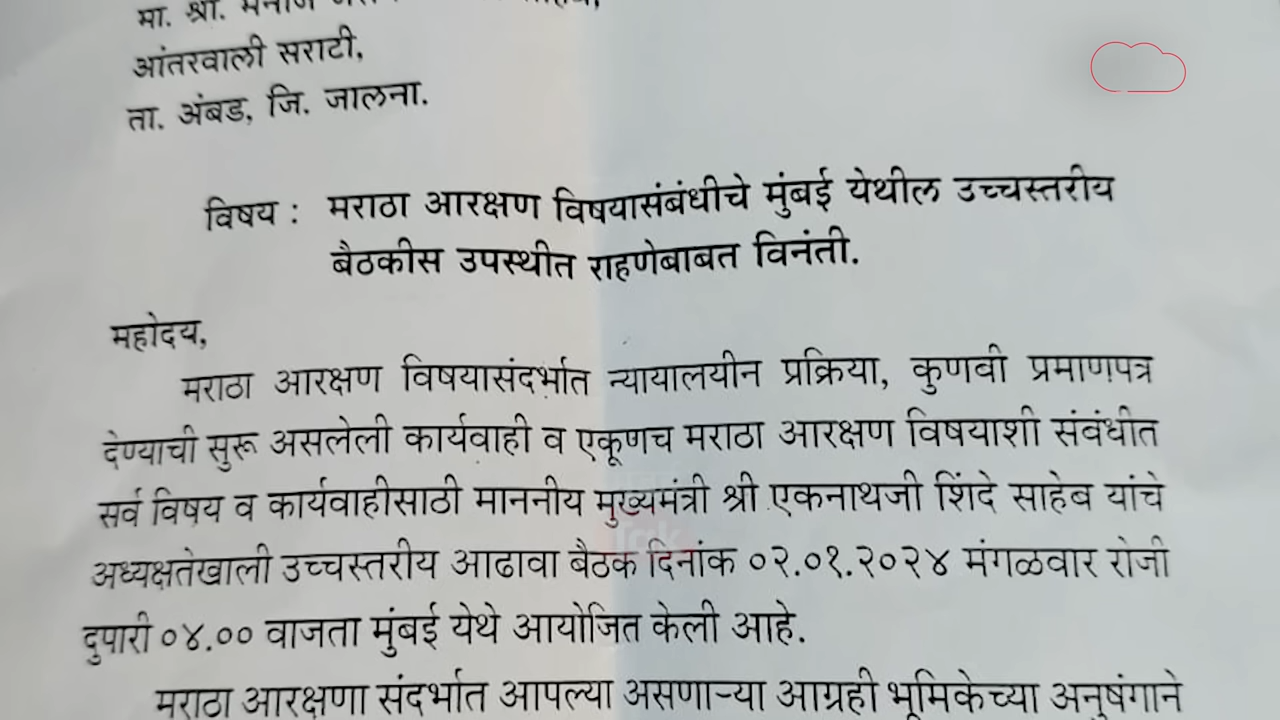 मा. श्री. मनोज
आंतरवाली सराटी,
ता. अंबड, जि. जालना.
विषय : मराठा आरक्षण विषयासंबंधीचे मुंबई येथील उच्चस्तरीय
बैठकीस उपस्थीत राहणेबाबत विनंती.
महोदय,
मराठा आरक्षण विषयासंदर्भात न्यायालयीन प्रक्रिया, कुणबी प्रमाणपत्र
देण्याची सुरू असलेली कार्यवाही व एकूणच मराठा आरक्षण विषयाशी संबंधीत
सर्व विषय व कार्यवाहीसाठी माननीय मुख्यमंत्री श्री एकनाथजी शिंदे साहेब यांचे
अध्यक्षतेखाली उच्चस्तरीय आढावा बैठक दिनांक ०२.०१.२०२४ मंगळवार रोजी
दुपारी ०४.०० वाजता मुंबई येथे आयोजित केली आहे.
मराठा आरक्षणा संदर्भात आपल्या असणाऱ्या आग्रही भूमिकेच्या अनुषंगाने